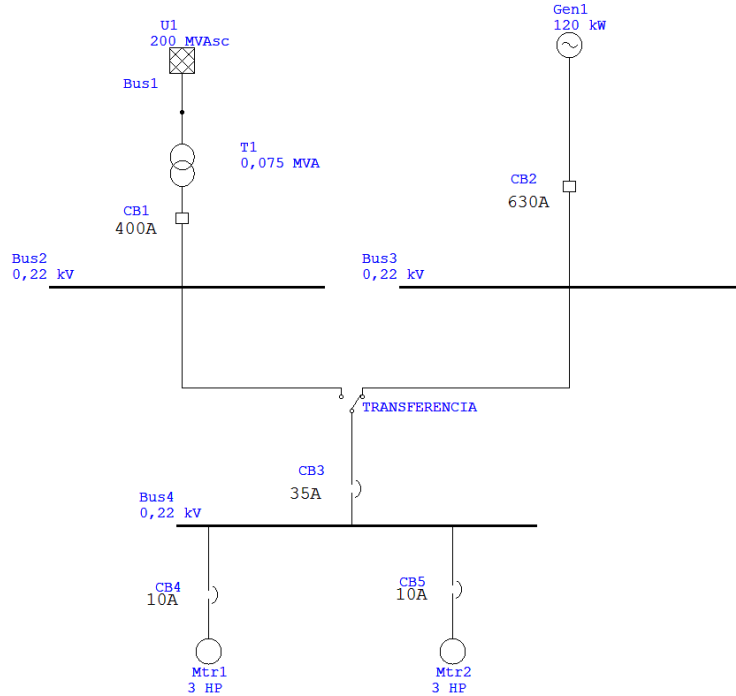 U1
200 MVAsc
Bus1
T1
0,075 MVA
CB1
400A
Bus2
0,22 kV
Gen1
120 kW
CB2
630A
Bus3
0,22 kV
TRANSFERENCIA
CB3
35A
Bus4
0,22 kV
CB4
10A
CB5
10A
Mtr1
3 HP
Mtr2
3 HP